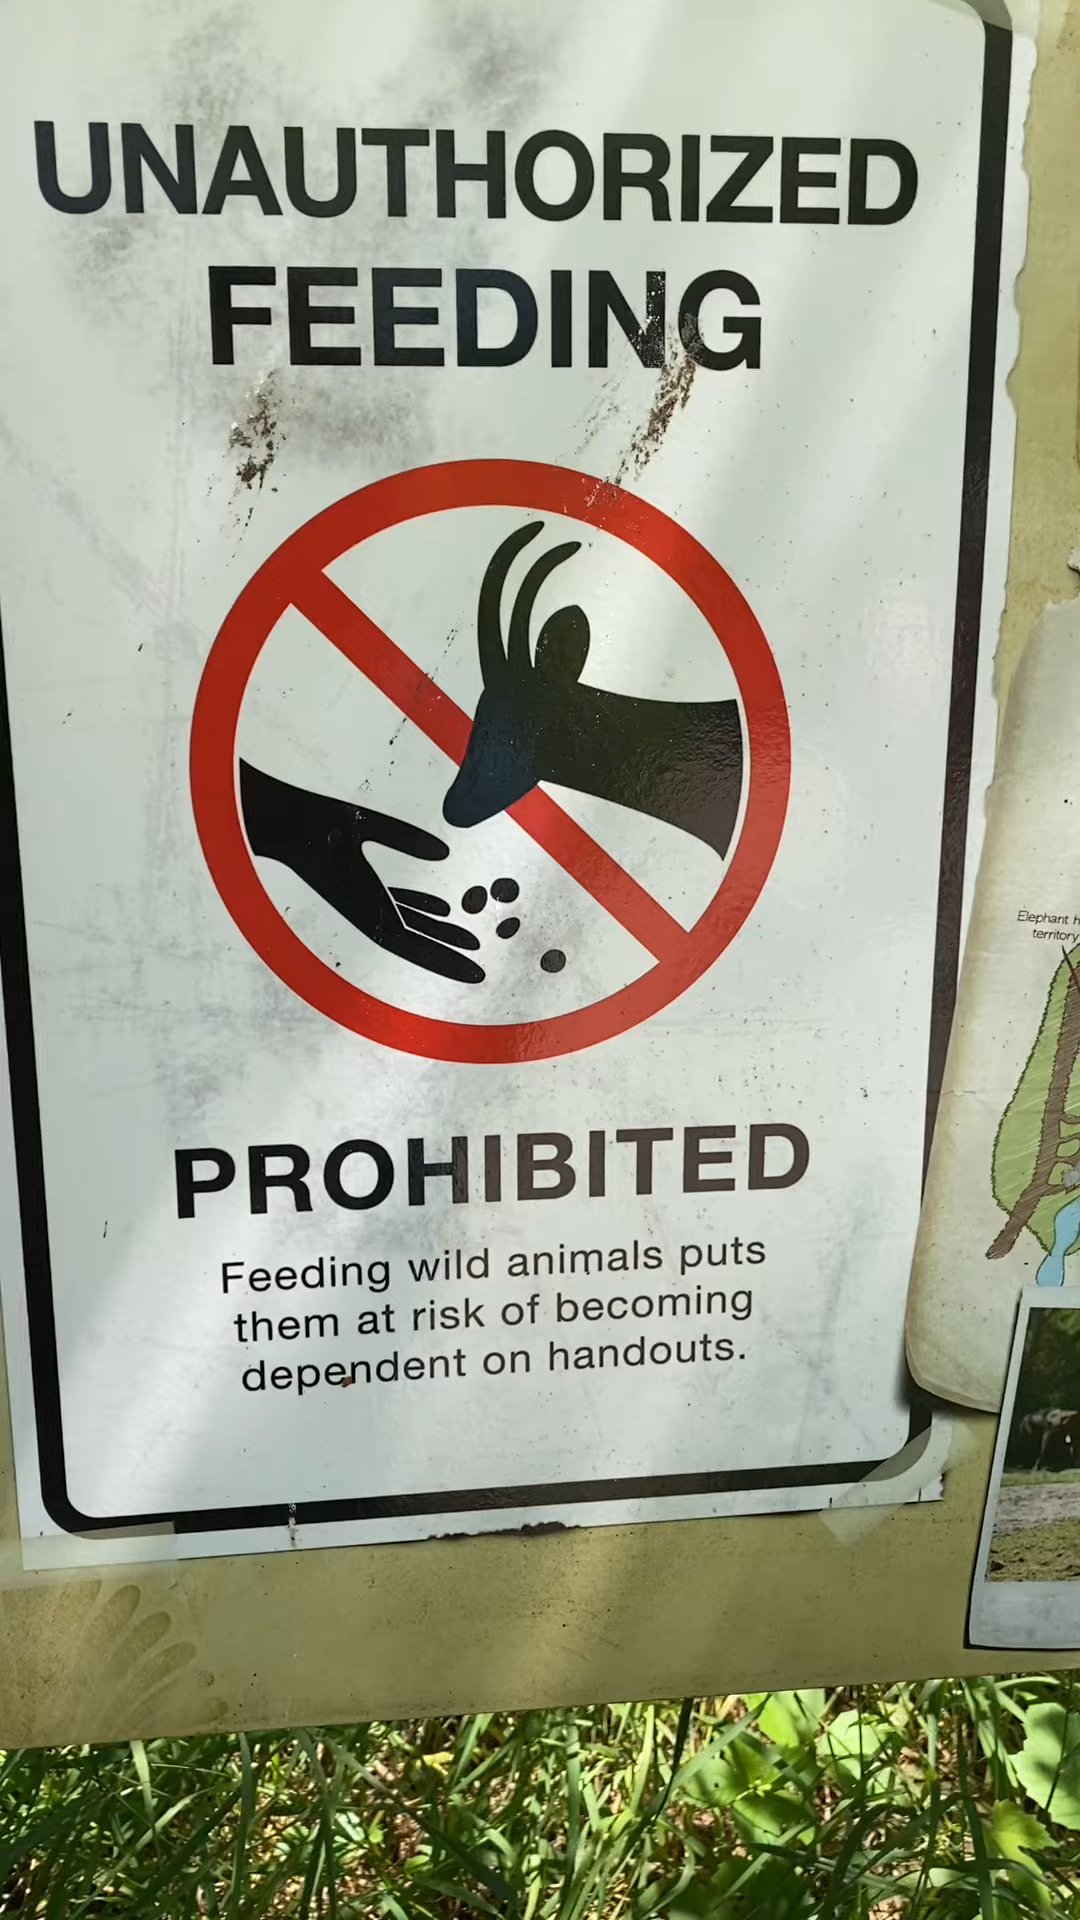 UNAUTHORIZED
FEEDING
PROHIBITED
Feeding wild animals puts
them at risk of becoming
dependent on handouts.
Elephant
territory